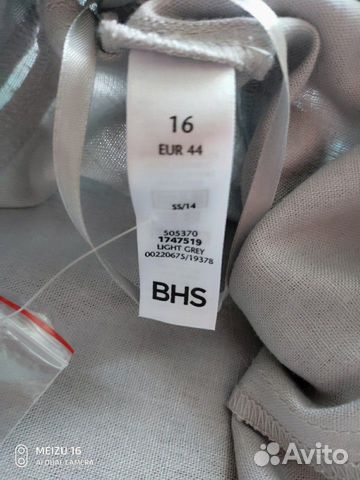 16
EUR 44
SS/14
505370
1747519
LIGHT GREY
00220675/19378
BHS
MEIZU 16
AI DUAL CAMERA
Avito